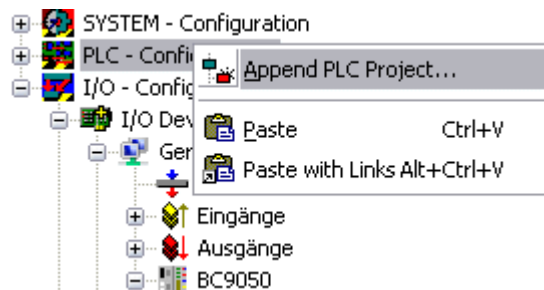 SYSTEM - Configuration
PLC - Confi
Append PLC Project...
I/O - Config
I/O Dev
Paste Ctrl+V
Ger
Paste with Links Alt+Ctrl+V
Eingänge
Ausgänge
BC9050